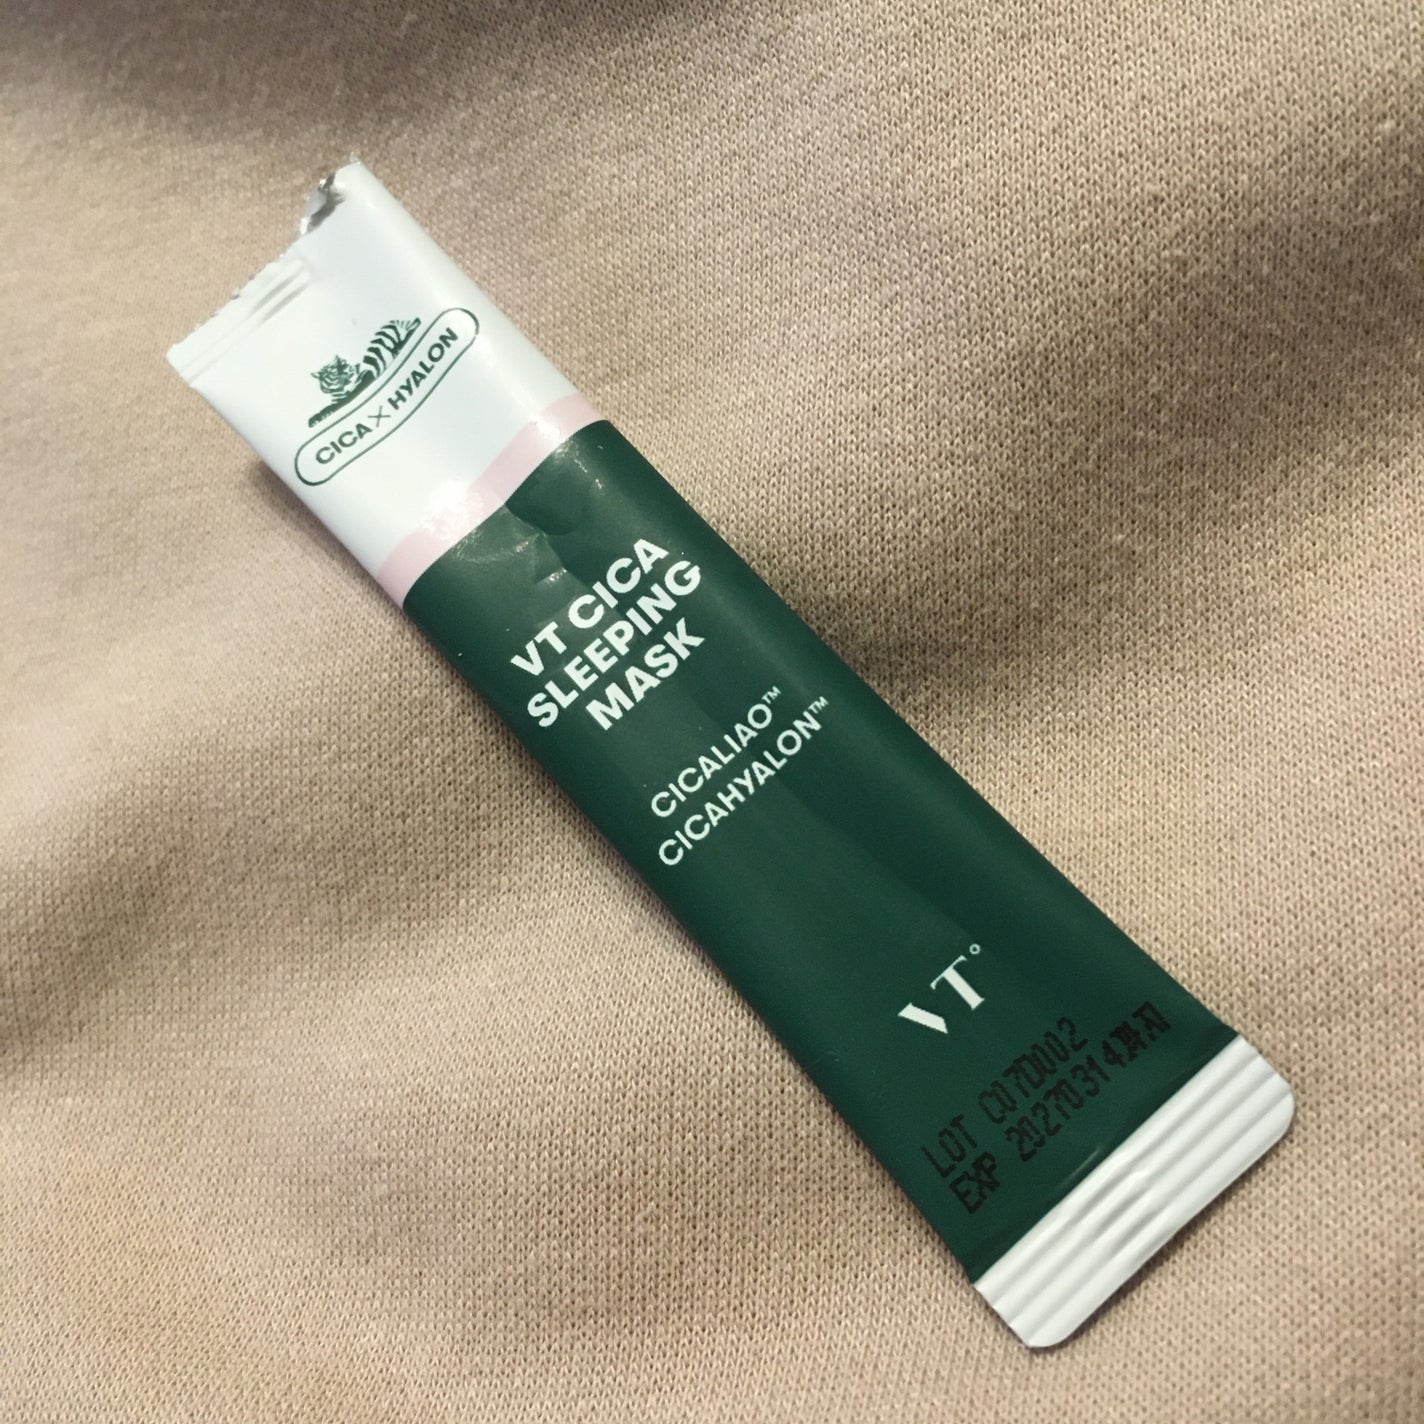 CICA X HYALON
VT CICA
SLEEPING
MASK
CICALIAO™
CICAHYALON™
VT°
LOT C07D002
EXP 20270314